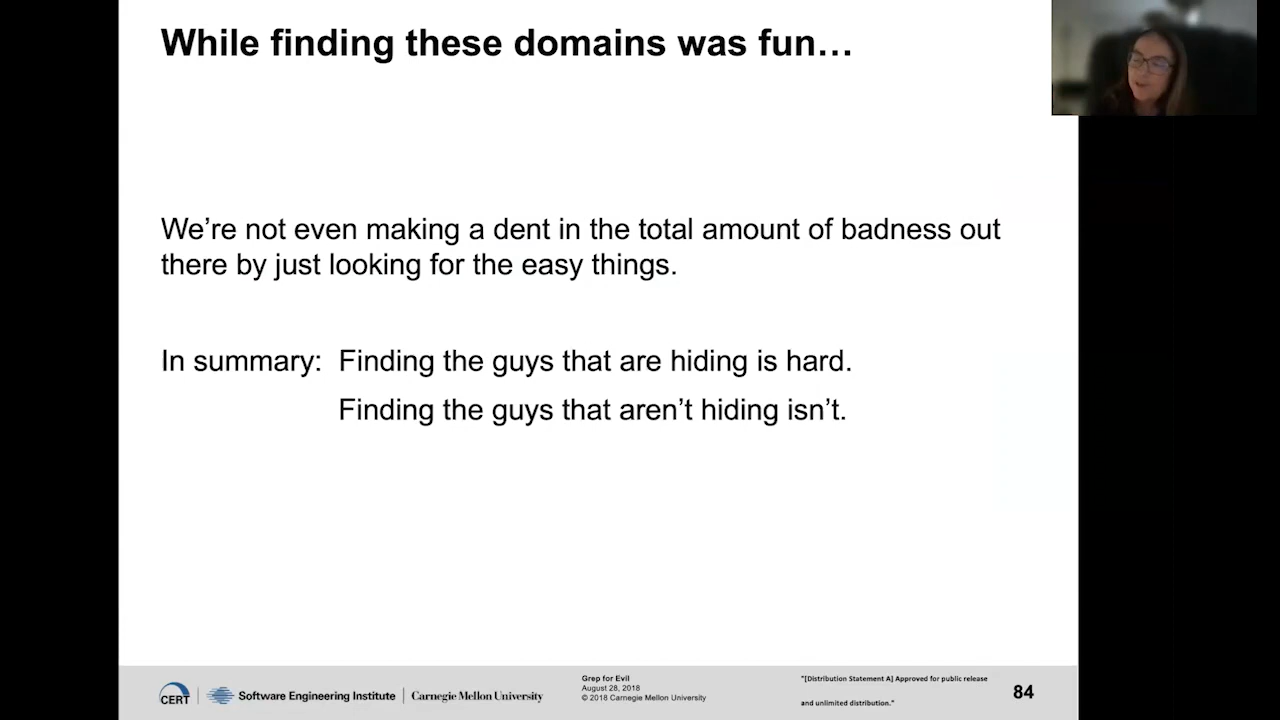 While finding these domains was fun…
We’re not even making a dent in the total amount of badness out
there by just looking for the easy things.
In summary: Finding the guys that are hiding is hard.
Finding the guys that aren’t hiding isn’t.
CERT
Software Engineering Institute
Carnegie Mellon University
Grep for Evil
August 28, 2018
© 2018 Carnegie Mellon University
"[Distribution Statement A] Approved for public release
and unlimited distribution."
84